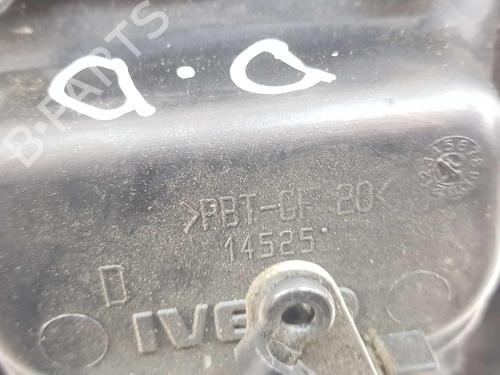 D.D
B-PARTS
>PBT-GF 20<
14525
D
IVECO